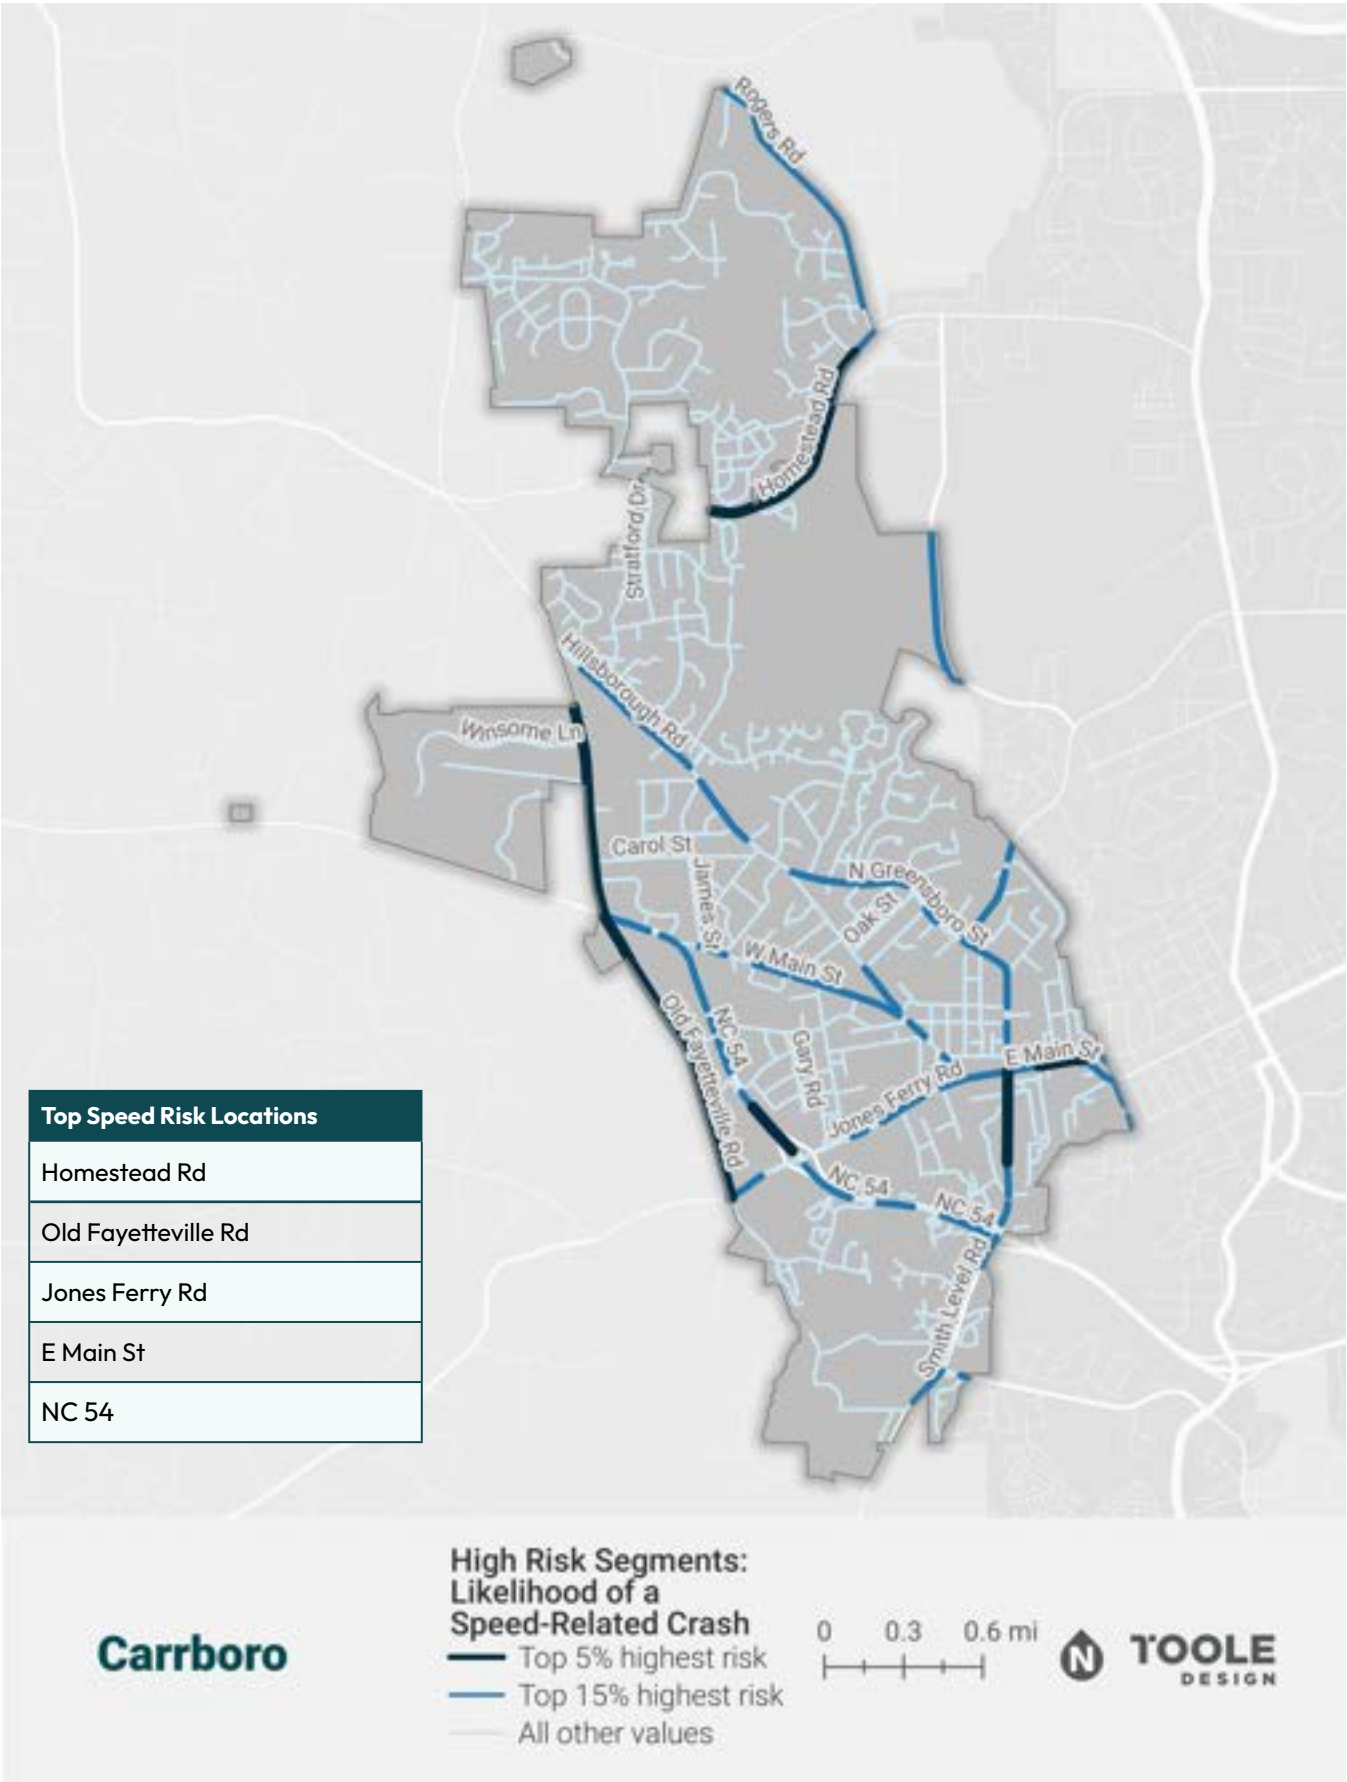 Rogers Rd
Homestead Rd
Stratford Dr
Hillsborough Rd
Winsome Ln
Carol St
James St
N Greensboro St
Oak St
W Main St
Old Fayetteville Rd
NC 54
Gary Rd
E Main St
Jones Ferry Rd
NC 54
NC 54
Smith Level Rd
Top Speed Risk Locations
Homestead Rd
Old Fayetteville Rd
Jones Ferry Rd
E Main St
NC 54
Carrboro
High Risk Segments:
Likelihood of a
Speed-Related Crash
Top 5% highest risk
Top 15% highest risk
All other values
0 0.3 0.6 mi
N
TOOLE
DESIGN